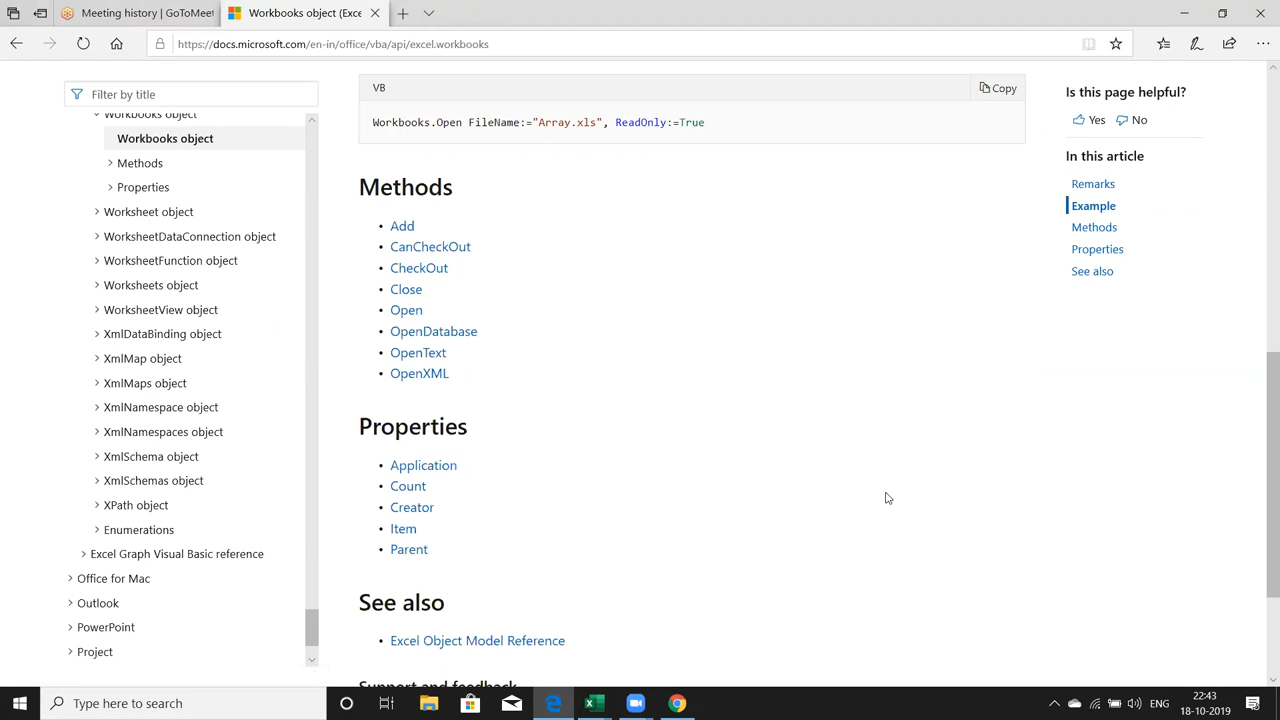 Meeting history | GoToMeet
Workbooks object (Exce
https://docs.microsoft.com/en-in/office/vba/api/excel.workbooks
Filter by title
Workbooks object
Workbooks object
Methods
Properties
Worksheet object
WorksheetDataConnection object
WorksheetFunction object
Worksheets object
WorksheetView object
XmlDataBinding object
XmlMap object
XmlMaps object
XmlNamespace object
XmlNamespaces object
XmlSchema object
XmlSchemas object
XPath object
Enumerations
Excel Graph Visual Basic reference
Office for Mac
Outlook
PowerPoint
Project
VB
Copy
Workbooks.Open FileName:="Array.xls", ReadOnly:=True
Methods
• Add
• CanCheckOut
• CheckOut
• Close
• Open
• OpenDatabase
• OpenText
• OpenXML
Properties
• Application
• Count
• Creator
• Item
• Parent
See also
• Excel Object Model Reference
Support and feedback
Is this page helpful?
Yes No
In this article
Remarks
Example
Methods
Properties
See also
Type here to search
ENG
22:43
18-10-2019